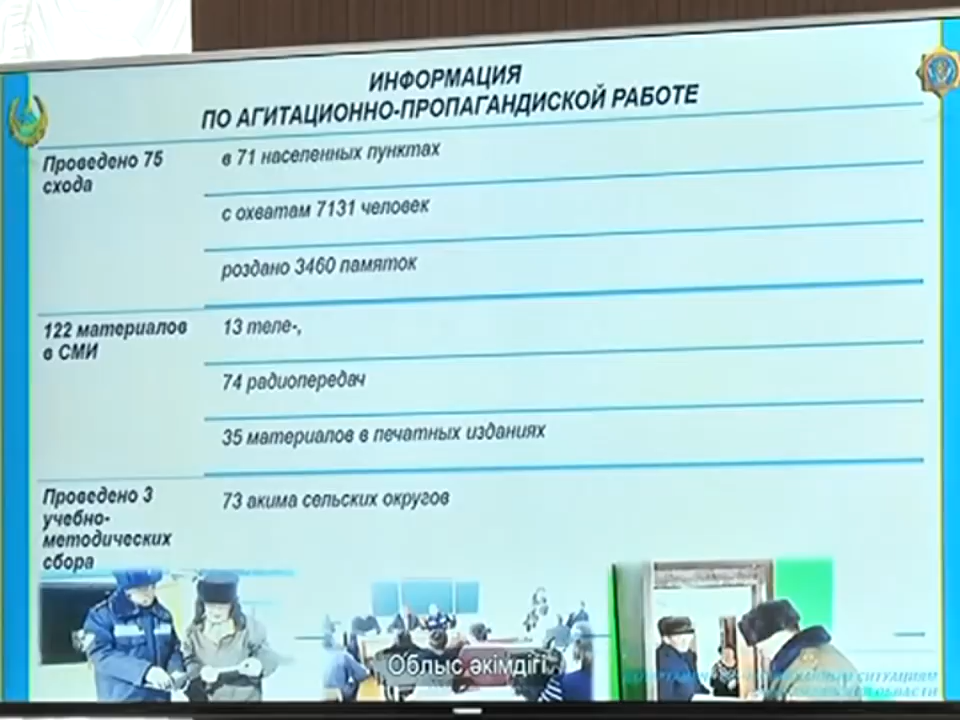 ИНФОРМАЦИЯ
ПО АГИТАЦИОННО-ПРОПАГАНДИСКОЙ РАБОТЕ
Проведено 75
схода
в 71 населенных пунктах
с охватам 7131 человек
роздано 3460 памяток
122 материалов
в СМИ
13 теле-,
74 радиопередач
35 материалов в печатных изданиях
Проведено 3
учебно-
методических
сбора
73 акима сельских округов
Облыс әкімдігі.
СИТУАЦИЯМ
ОБЛАСТИ